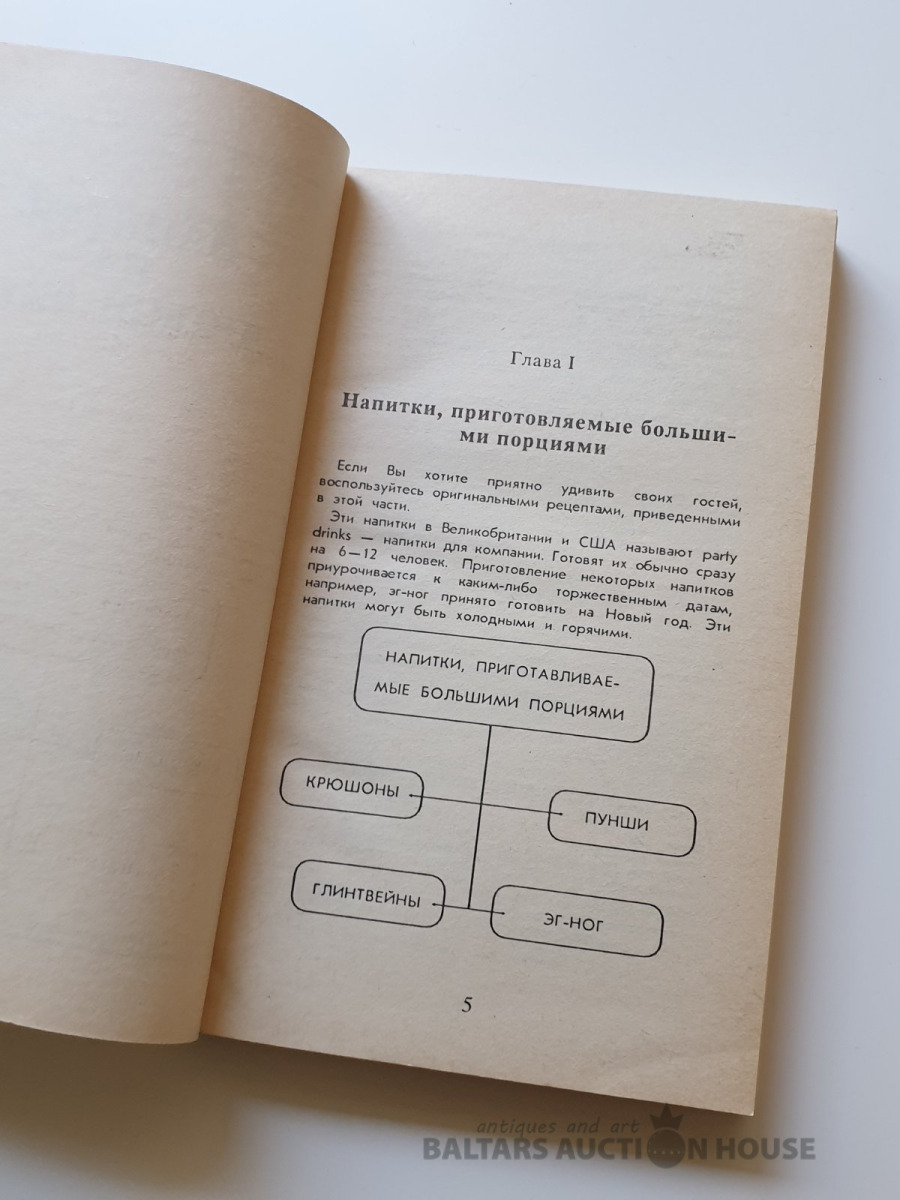 Глава I
Напитки, приготовляемые больши-
ми порциями
Если Вы хотите приятно удивить своих гостей,
воспользуйтесь оригинальными рецептами, приведенными
в этой части.
Эти напитки в Великобритании и США называют party
drinks — напитки для компании. Готовят их обычно сразу
на 6—12 человек. Приготовление некоторых напитков
приурочивается к каким-либо торжественным датам,
например, эг-ног принято готовить на Новый год. Эти
напитки могут быть холодными и горячими.
НАПИТКИ, ПРИГОТАВЛИВАЕ-
МЫЕ БОЛЬШИМИ ПОРЦИЯМИ
КРЮШОНЫ
ПУНШИ
ГЛИНТВЕЙНЫ
ЭГ-НОГ
5
antiques and art
BALTARS AUCTION HOUSE